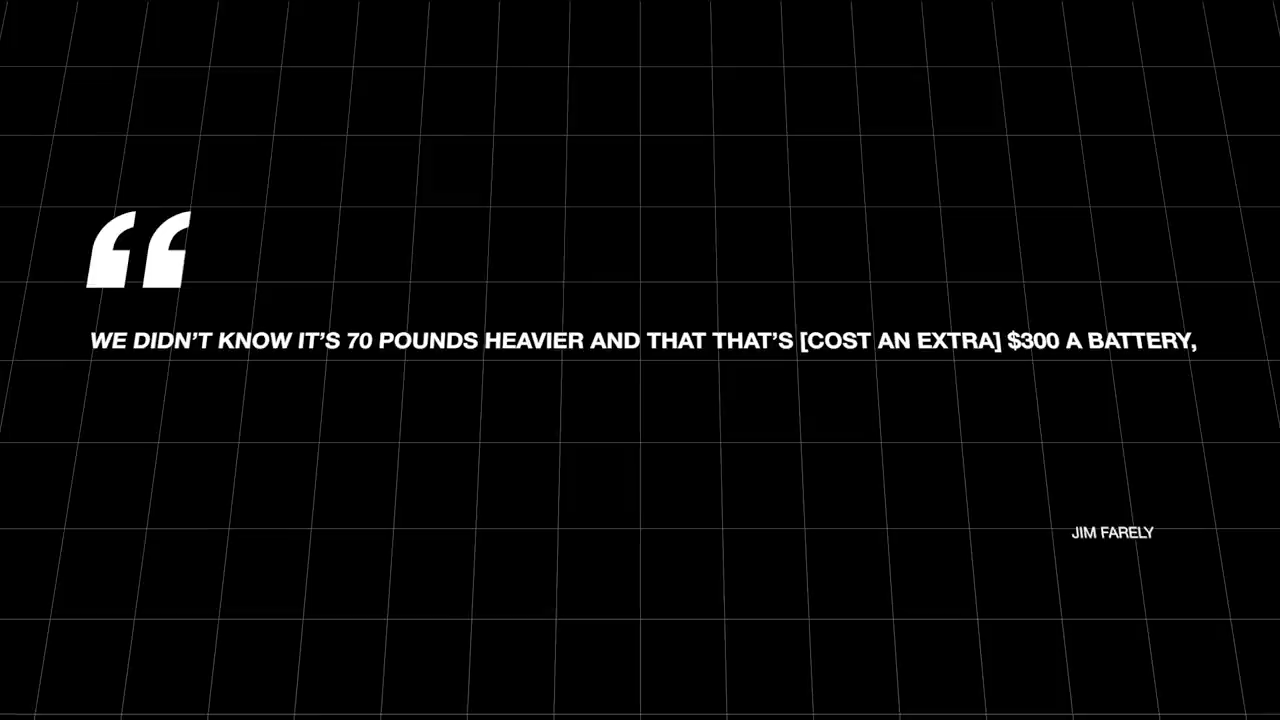 “
WE DIDN’T KNOW IT’S 70 POUNDS HEAVIER AND THAT THAT’S [COST AN EXTRA] $300 A BATTERY,
JIM FARELY